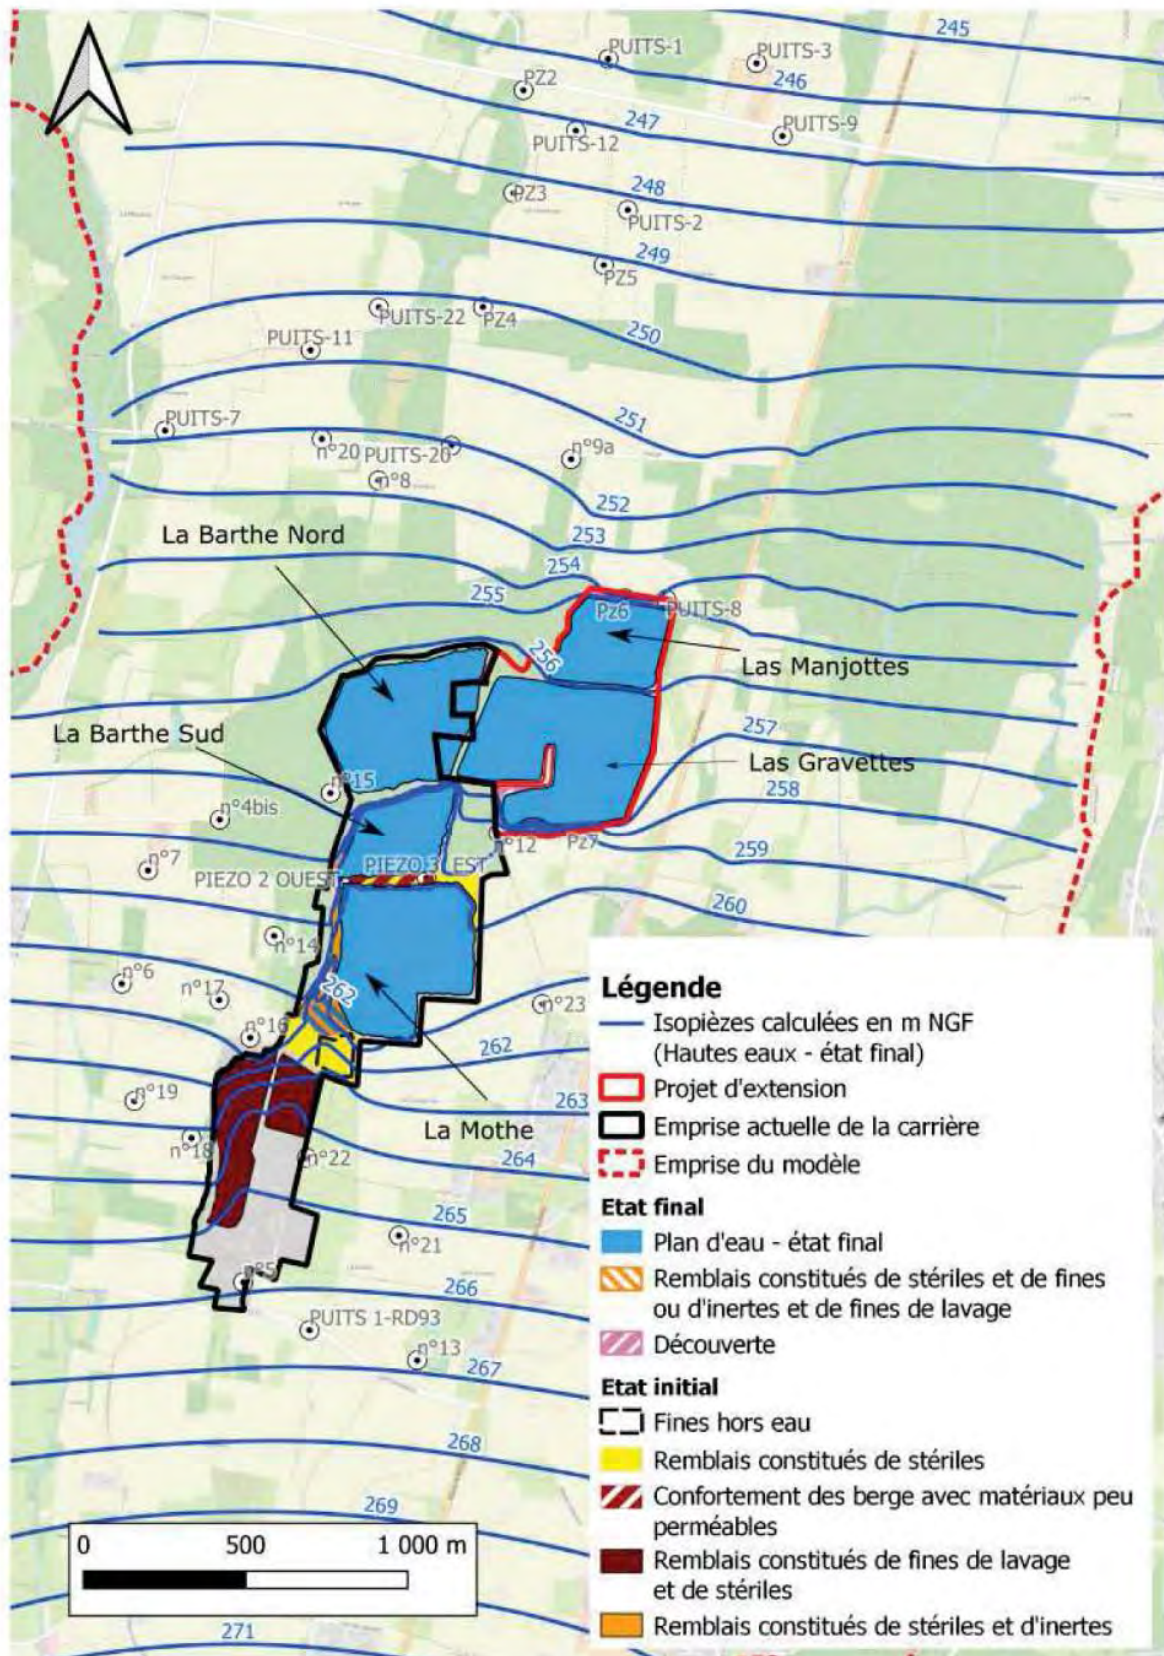 245
PUITS-1
PUITS-3
246
PZ2
247
PUITS-9
PUITS-12
248
PZ3
PUITS-2
249
PZ5
PUITS-22
PZ4
250
PUITS-11
251
PUITS-7
n°20
PUITS-20
n°9a
n°8
252
La Barthe Nord
253
254
255
Pz6
PUITS-8
256
Las Manjottes
La Barthe Sud
257
Las Gravettes
n°15
258
n°4bis
n°12
Pz7
259
n°7
PIEZO 2 OUEST
PIEZO 3 EST
260
n°14
n°6
n°17
262
n°23
n°16
262
n°19
263
La Mothe
n°18
n°22
264
265
n°21
n°5
266
PUITS 1-RD93
n°13
267
268
269
271
0 500 1 000 m
Légende
Isopièzes calculées en m NGF
(Hautes eaux - état final)
Projet d'extension
Emprise actuelle de la carrière
Emprise du modèle
Etat final
Plan d'eau - état final
Remblais constitués de stériles et de fines
ou d'inertes et de fines de lavage
Découverte
Etat initial
Fines hors eau
Remblais constitués de stériles
Confortement des berge avec matériaux peu
perméables
Remblais constitués de fines de lavage
et de stériles
Remblais constitués de stériles et d'inertes